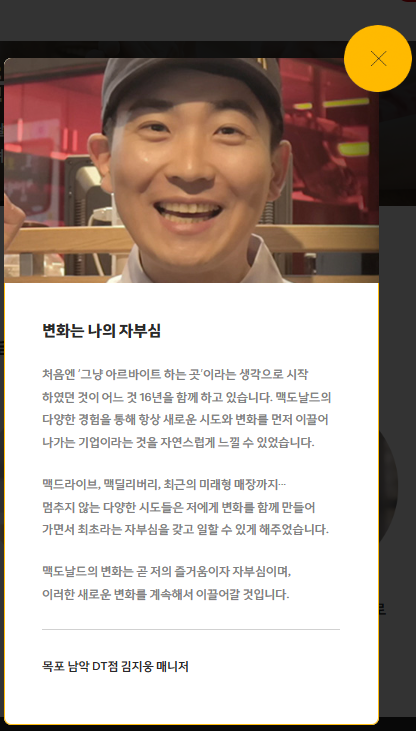 변화는 나의 자부심
처음엔 '그냥 아르바이트 하는 곳'이라는 생각으로 시작
하였던 것이 어느 것 16년을 함께 하고 있습니다. 맥도날드의
다양한 경험을 통해 항상 새로운 시도와 변화를 먼저 이끌어
나가는 기업이라는 것을 자연스럽게 느낄 수 있었습니다.
맥드라이브, 맥딜리버리, 최근의 미래형 매장까지…
멈추지 않는 다양한 시도들은 저에게 변화를 함께 만들어
가면서 최초라는 자부심을 갖고 일할 수 있게 해주었습니다.
맥도날드의 변화는 곧 저의 즐거움이자 자부심이며,
이러한 새로운 변화를 계속해서 이끌어갈 것입니다.
목포 남악 DT점 김지웅 매니저